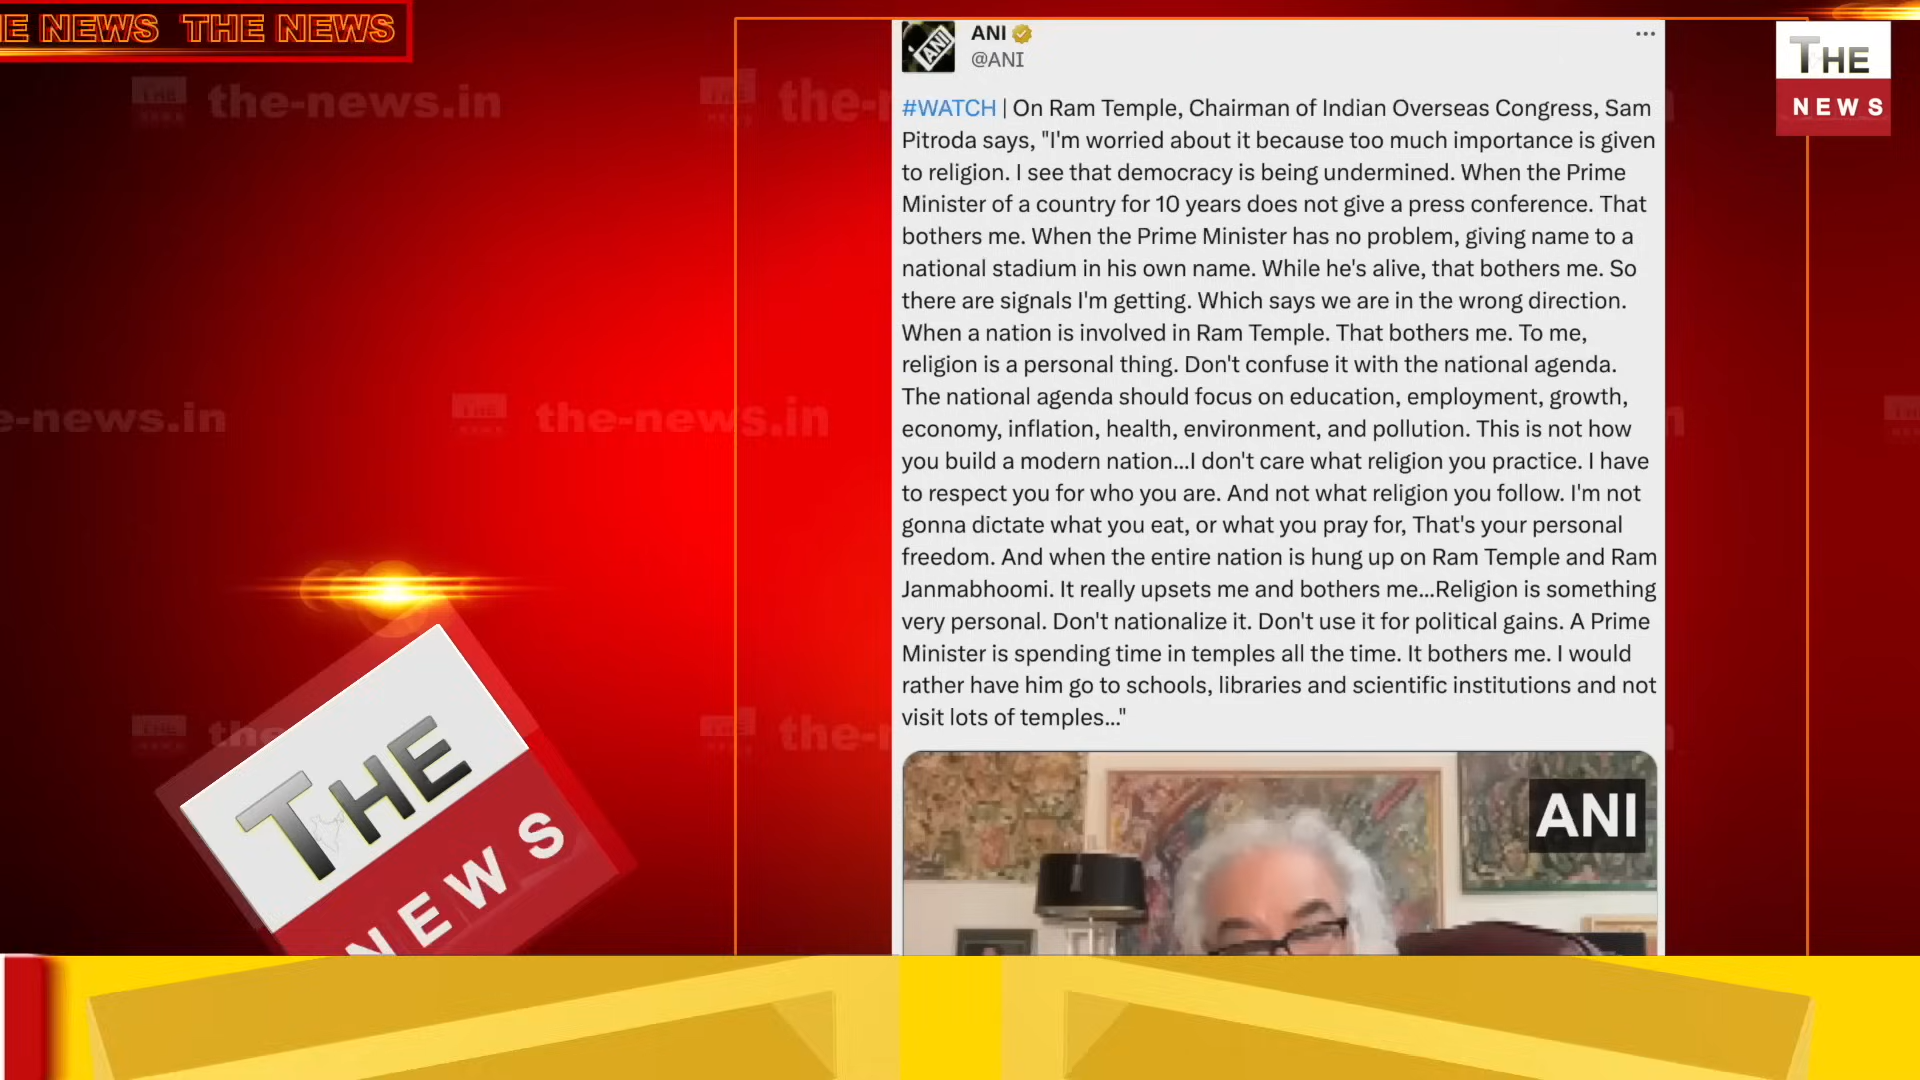 E NEWS THE NEWS
the-news.in
the-
e-news.in
THE
NEWS
the-news.in
the
the-
THE
NEWS
ANI
@ANI
#WATCH | On Ram Temple, Chairman of Indian Overseas Congress, Sam
Pitroda says, "I'm worried about it because too much importance is given
to religion. I see that democracy is being undermined. When the Prime
Minister of a country for 10 years does not give a press conference. That
bothers me. When the Prime Minister has no problem, giving name to a
national stadium in his own name. While he's alive, that bothers me. So
there are signals I'm getting. Which says we are in the wrong direction.
When a nation is involved in Ram Temple. That bothers me. To me,
religion is a personal thing. Don't confuse it with the national agenda.
The national agenda should focus on education, employment, growth,
economy, inflation, health, environment, and pollution. This is not how
you build a modern nation...I don't care what religion you practice. I have
to respect you for who you are. And not what religion you follow. I'm not
gonna dictate what you eat, or what you pray for, That's your personal
freedom. And when the entire nation is hung up on Ram Temple and Ram
Janmabhoomi. It really upsets me and bothers me...Religion is something
very personal. Don't nationalize it. Don't use it for political gains. A Prime
Minister is spending time in temples all the time. It bothers me. I would
rather have him go to schools, libraries and scientific institutions and not
visit lots of temples..."
ANI
THE
NEWS